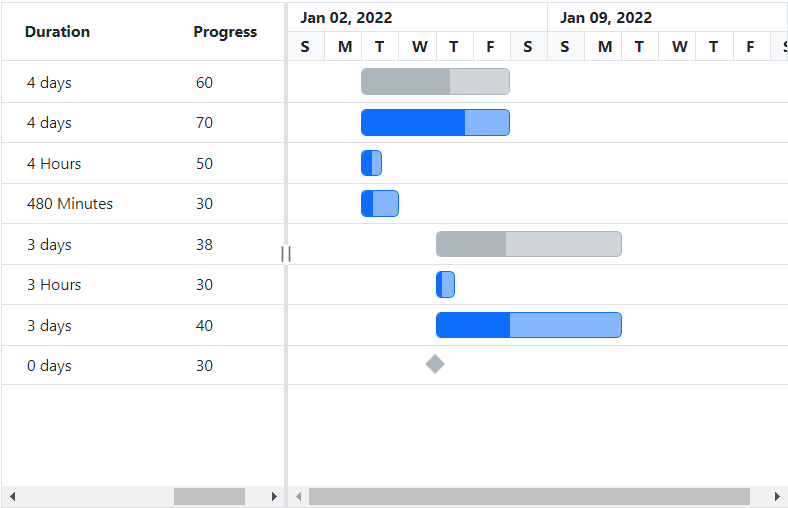 Duration Progress
Jan 02, 2022 Jan 09, 2022
S M T W T F S S M T W T F S
4 days 60
4 days 70
4 Hours 50
480 Minutes 30
3 days 38
3 Hours 30
3 days 40
0 days 30